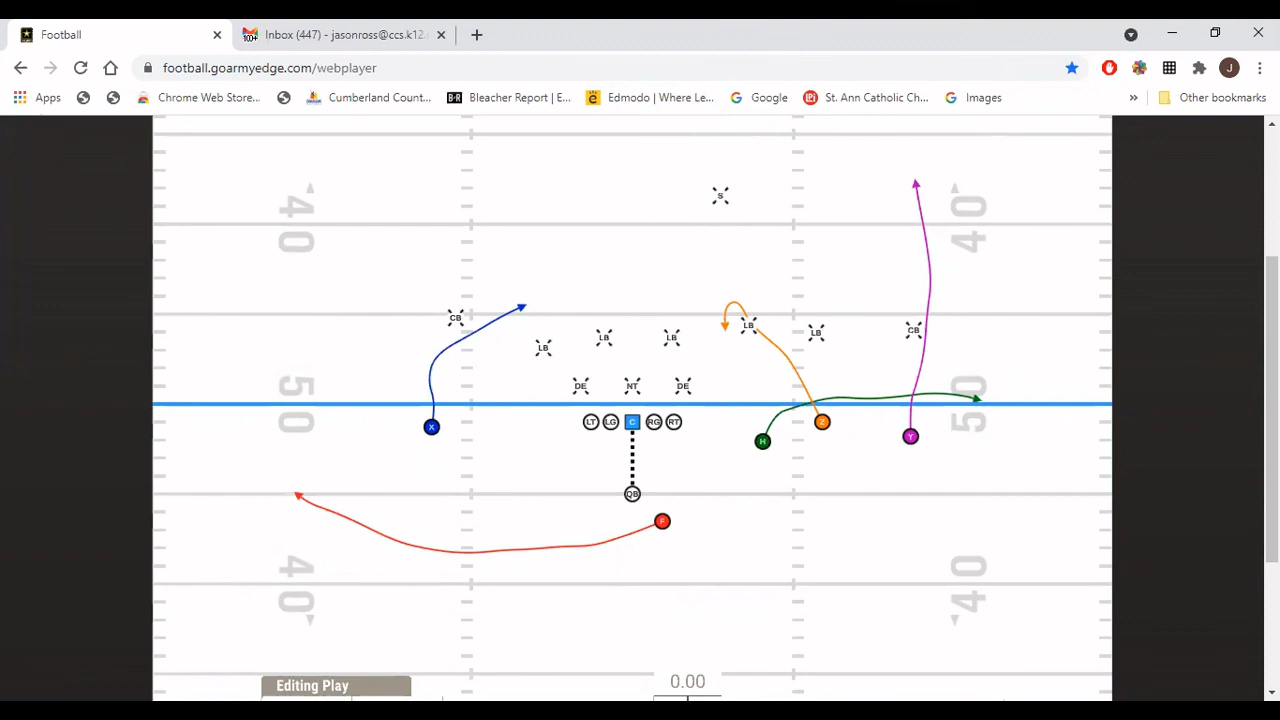 Football
Inbox (447) - jasonross@ccs.k12.
football.goarmyedge.com/webplayer
J
Apps
Chrome Web Store...
Cumberland Count...
B·R Bleacher Report | E...
Edmodo | Where Le...
Google
St. Ann Catholic Ch...
Images
»
Other bookmarks
40
40
S
CB
LB
LB
LB
LB
LB
CB
50
50
DE
NT
DE
LT
LG
C
RG
RT
X
H
Z
Y
QB
F
40
40
Editing Play
0.00